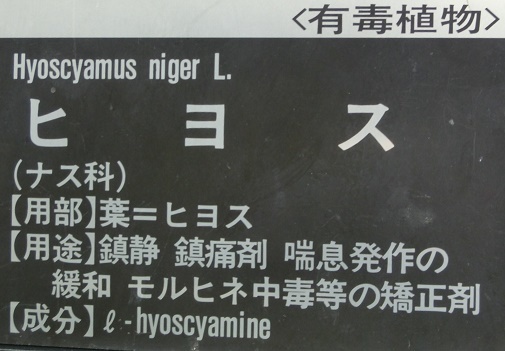 <有毒植物>
Hyoscyamus niger L.
ヒヨス
(ナス科)
【用部】葉=ヒヨス
【用途】鎮静 鎮痛剤 喘息発作の
緩和 モルヒネ中毒等の矯正剤
【成分】ℓ-hyoscyamine